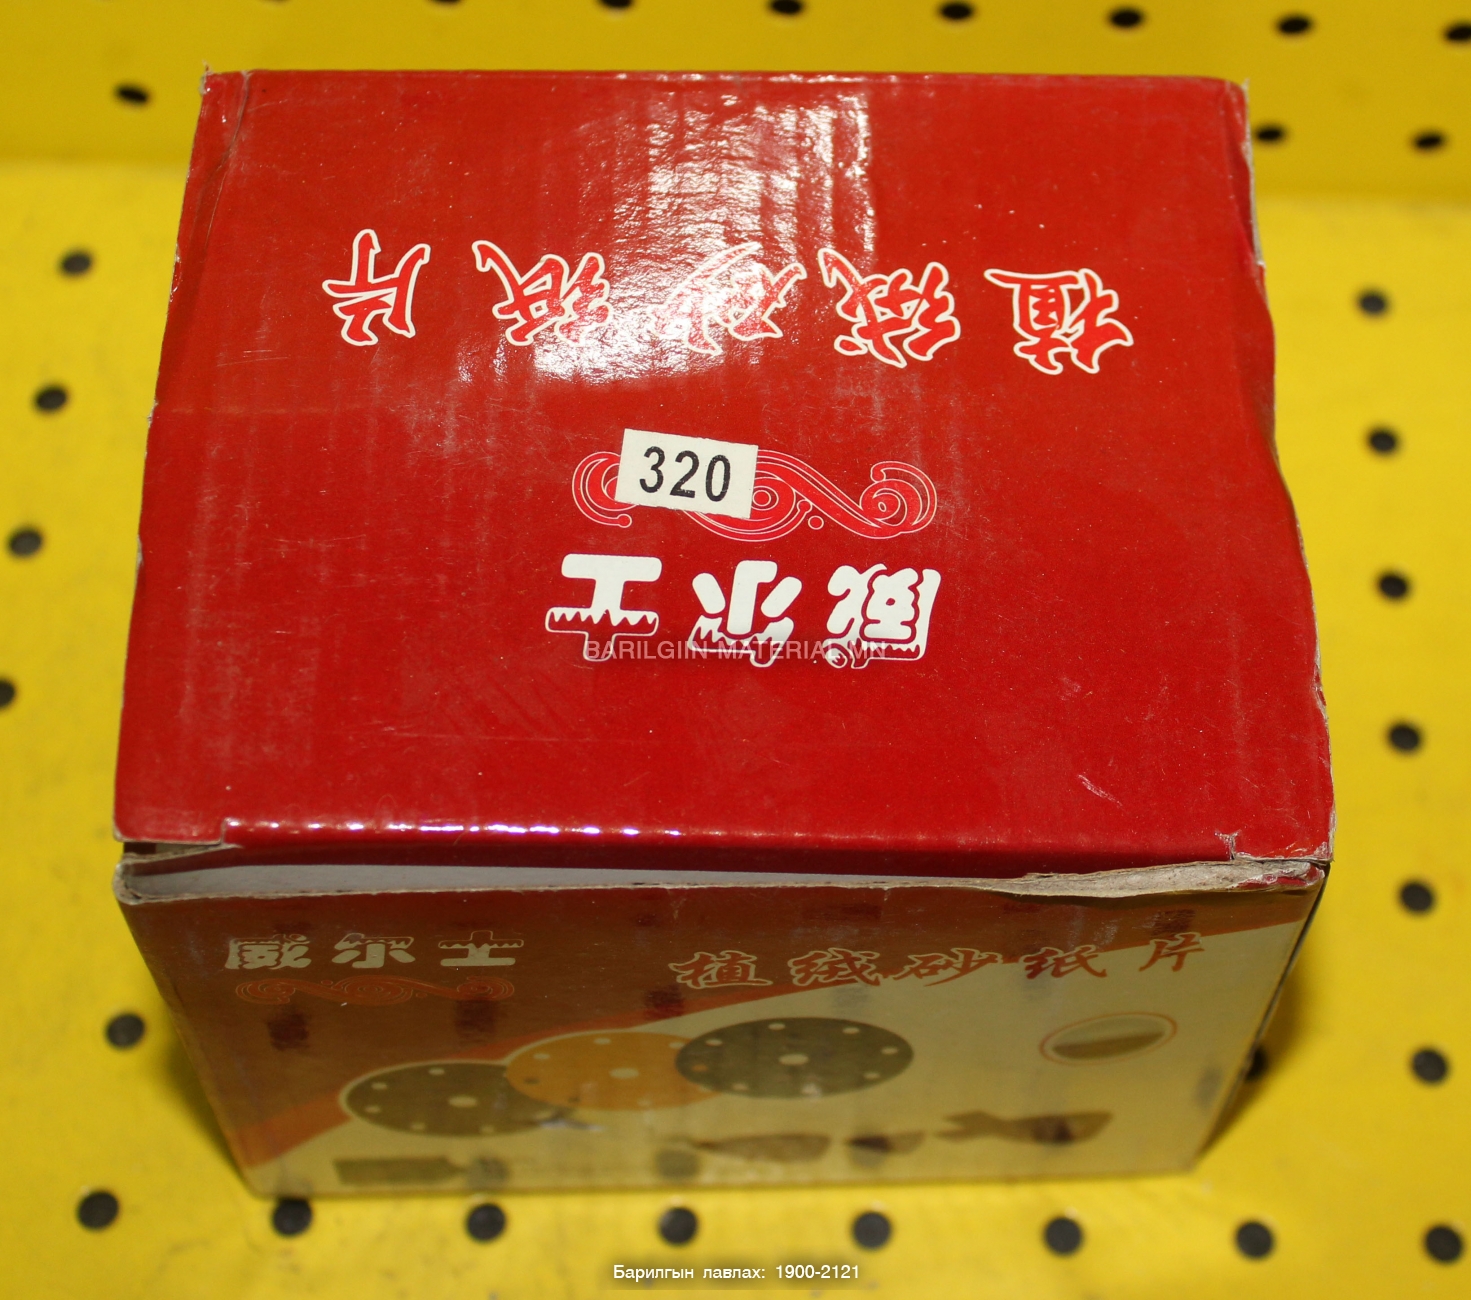 植绒砂纸片
320
威尔士
BARILGIIN MATERIAL.MN
威尔士
植绒砂纸片
Барилгын лавлах: 1900-2121